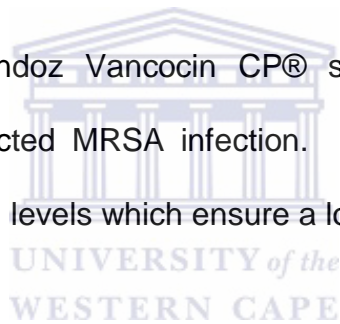 ndoz Vancocin CP® s
cted MRSA infection.
levels which ensure a lo
UNIVERSITY of the
WESTERN CAPE